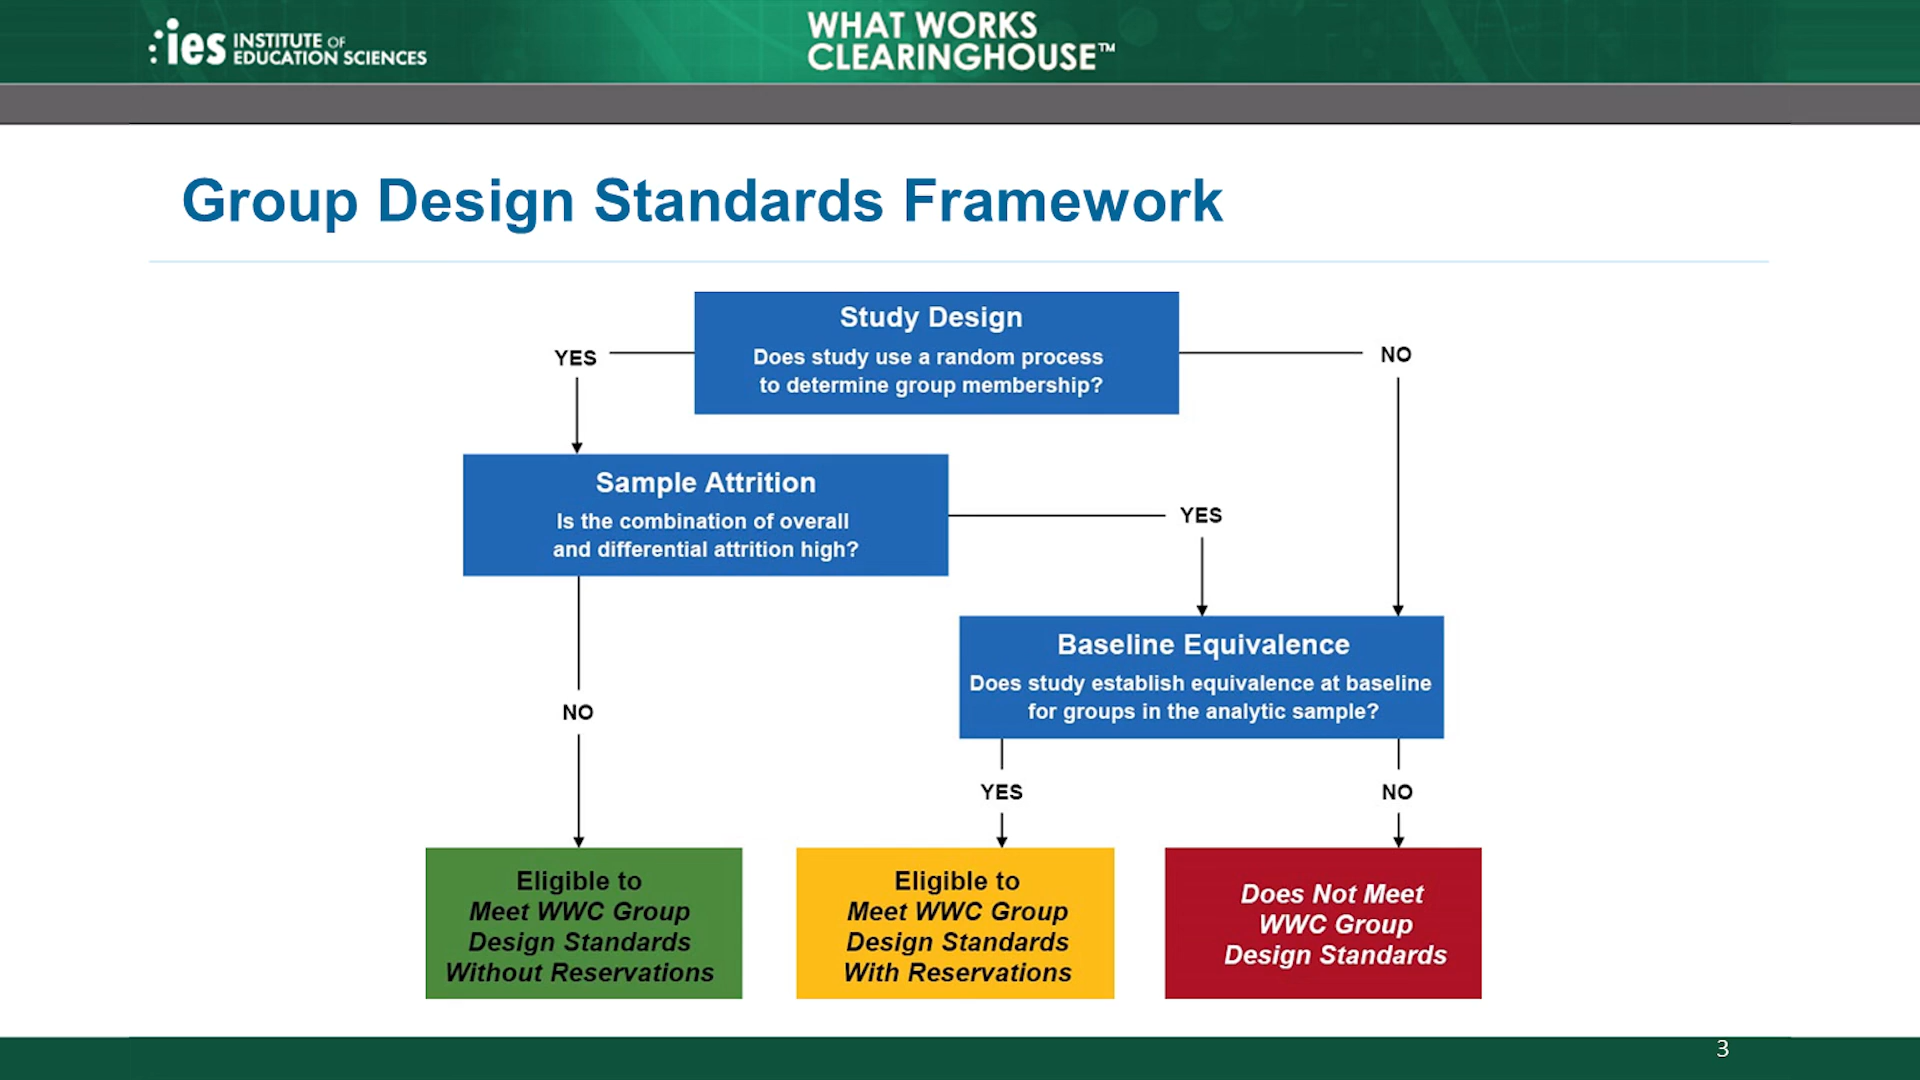 ies INSTITUTE OF
EDUCATION SCIENCES
WHAT WORKS
CLEARINGHOUSE™
Group Design Standards Framework
Study Design
Does study use a random process
to determine group membership?
YES
NO
Sample Attrition
Is the combination of overall
and differential attrition high?
YES
NO
Baseline Equivalence
Does study establish equivalence at baseline
for groups in the analytic sample?
YES
NO
Eligible to
Meet WWC Group
Design Standards
Without Reservations
Eligible to
Meet WWC Group
Design Standards
With Reservations
Does Not Meet
WWC Group
Design Standards
3